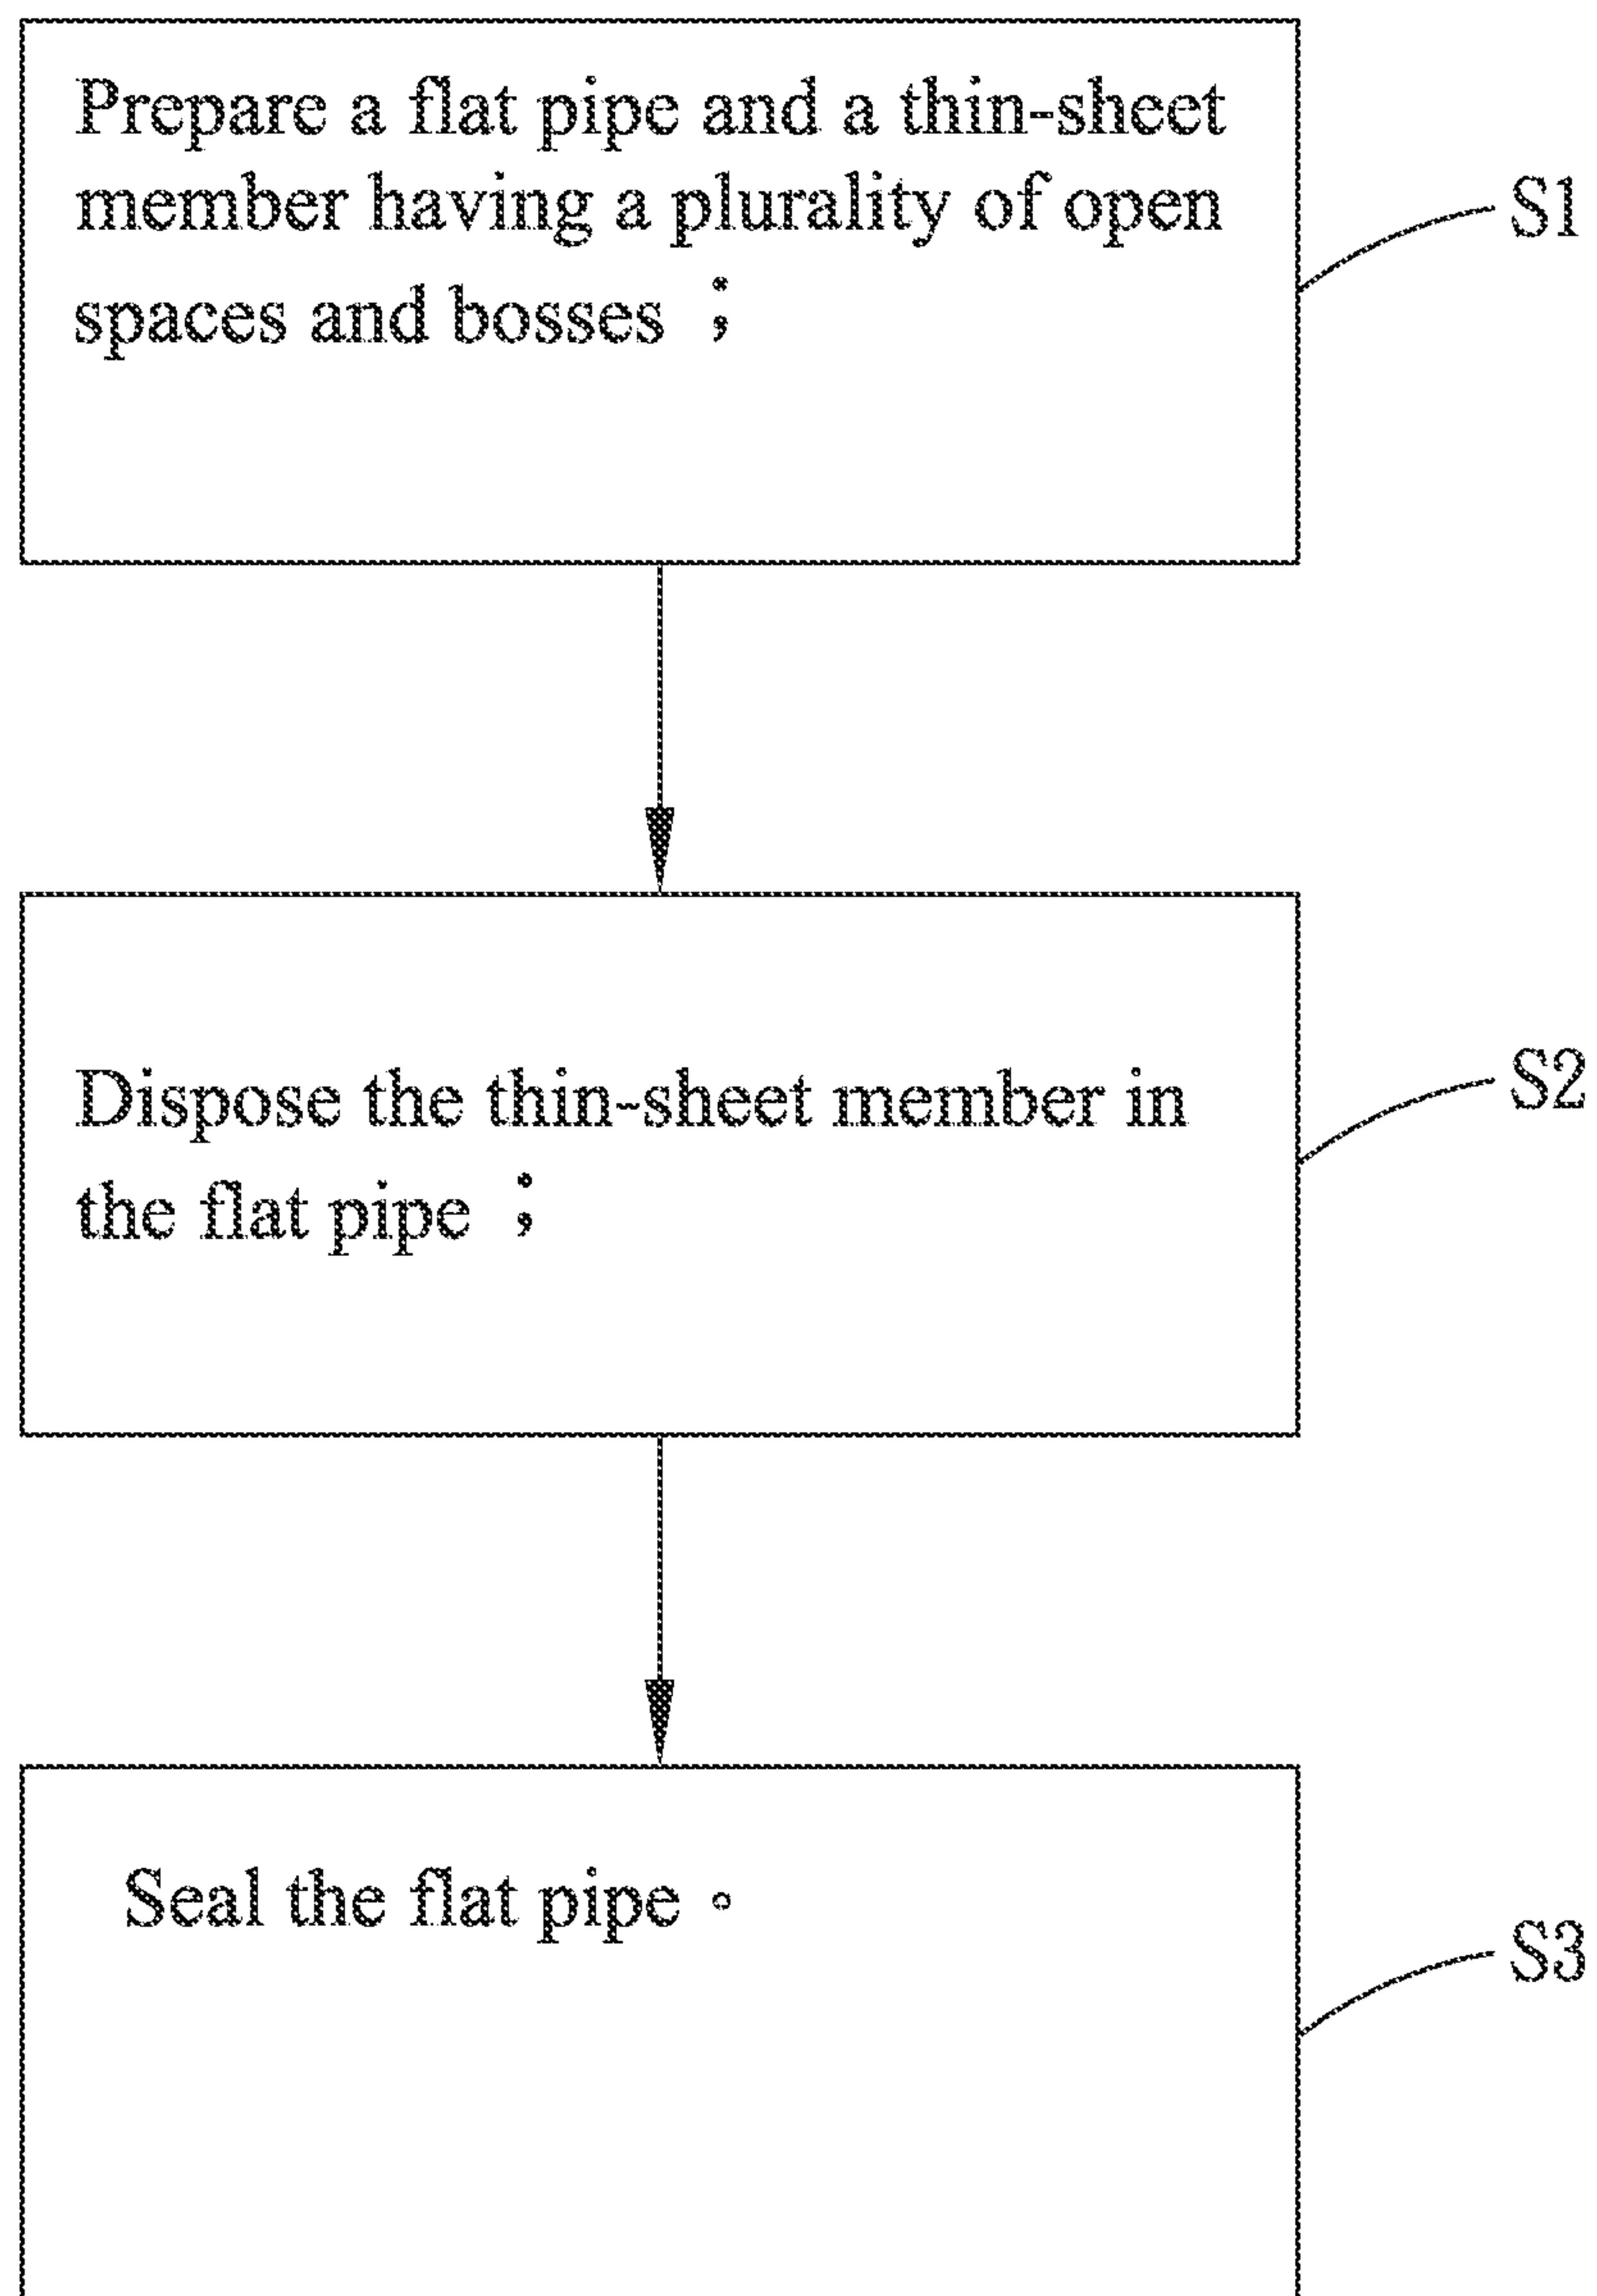 Prepare a flat pipe and a thin-sheet
member having a plurality of open
spaces and bosses ；
S1
Dispose the thin-sheet member in
the flat pipe ；
S2
Seal the flat pipe 。
S3